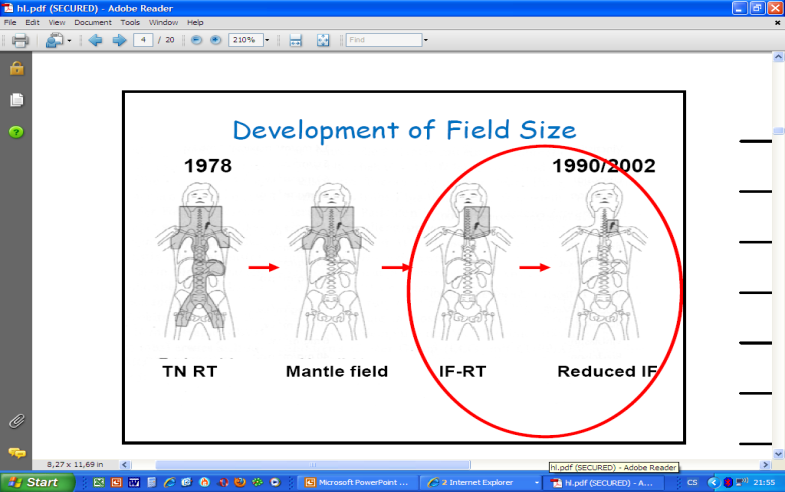 hl.pdf (SECURED) - Adobe Reader
File Edit View Document Tools Window Help
4 / 20 210% Find
Development of Field Size
1978 1990/2002
TN RT Mantle field IF-RT Reduced IF
8,27 x 11,69 in
hl.pdf (SECURED) - Adobe Reader
Start Microsoft PowerPoint ... 2 Internet Explorer hl.pdf (SECURED) - A... CS 21:55